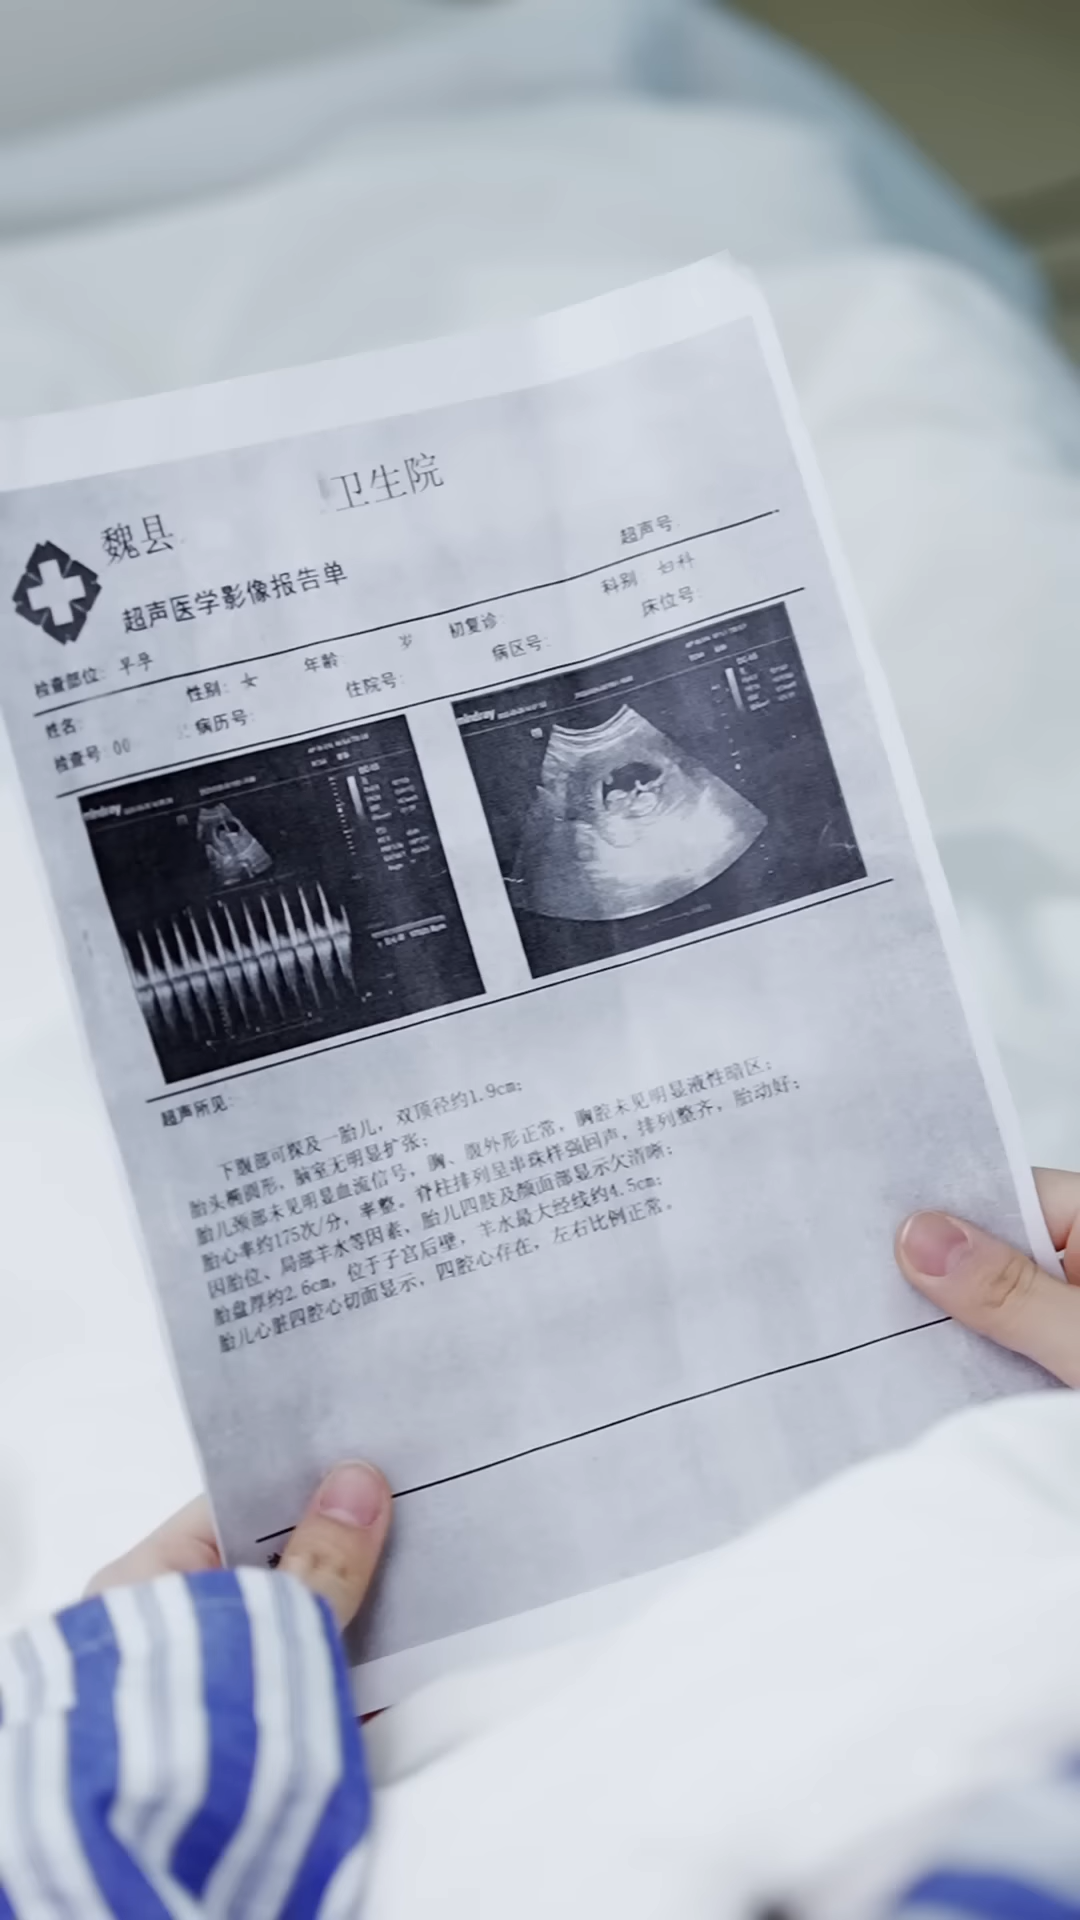 魏县 卫生院
超声医学影像报告单
超声号:
检查部位: 早孕
年龄: 岁 初复诊: 科别: 妇科
姓名: 性别: 女
住院号: 病区号: 床位号:
检查号: 00 病历号:
mindray
mindray
超声所见:
下腹部可探及一胎儿，双顶径约1.9cm;
胎头椭圆形，脑室无明显扩张;
胎儿颈部未见明显血流信号，胸、腹外形正常，胸腔未见明显液性暗区;
胎心率约175次/分，率整。脊柱排列呈串珠样强回声，排列整齐，胎动好;
因胎位、局部羊水等因素，胎儿四肢及颜面部显示欠清晰;
胎盘厚约2.6cm，位于子宫后壁，羊水最大经线约4.5cm;
胎儿心脏四腔心切面显示，四腔心存在，左右比例正常。